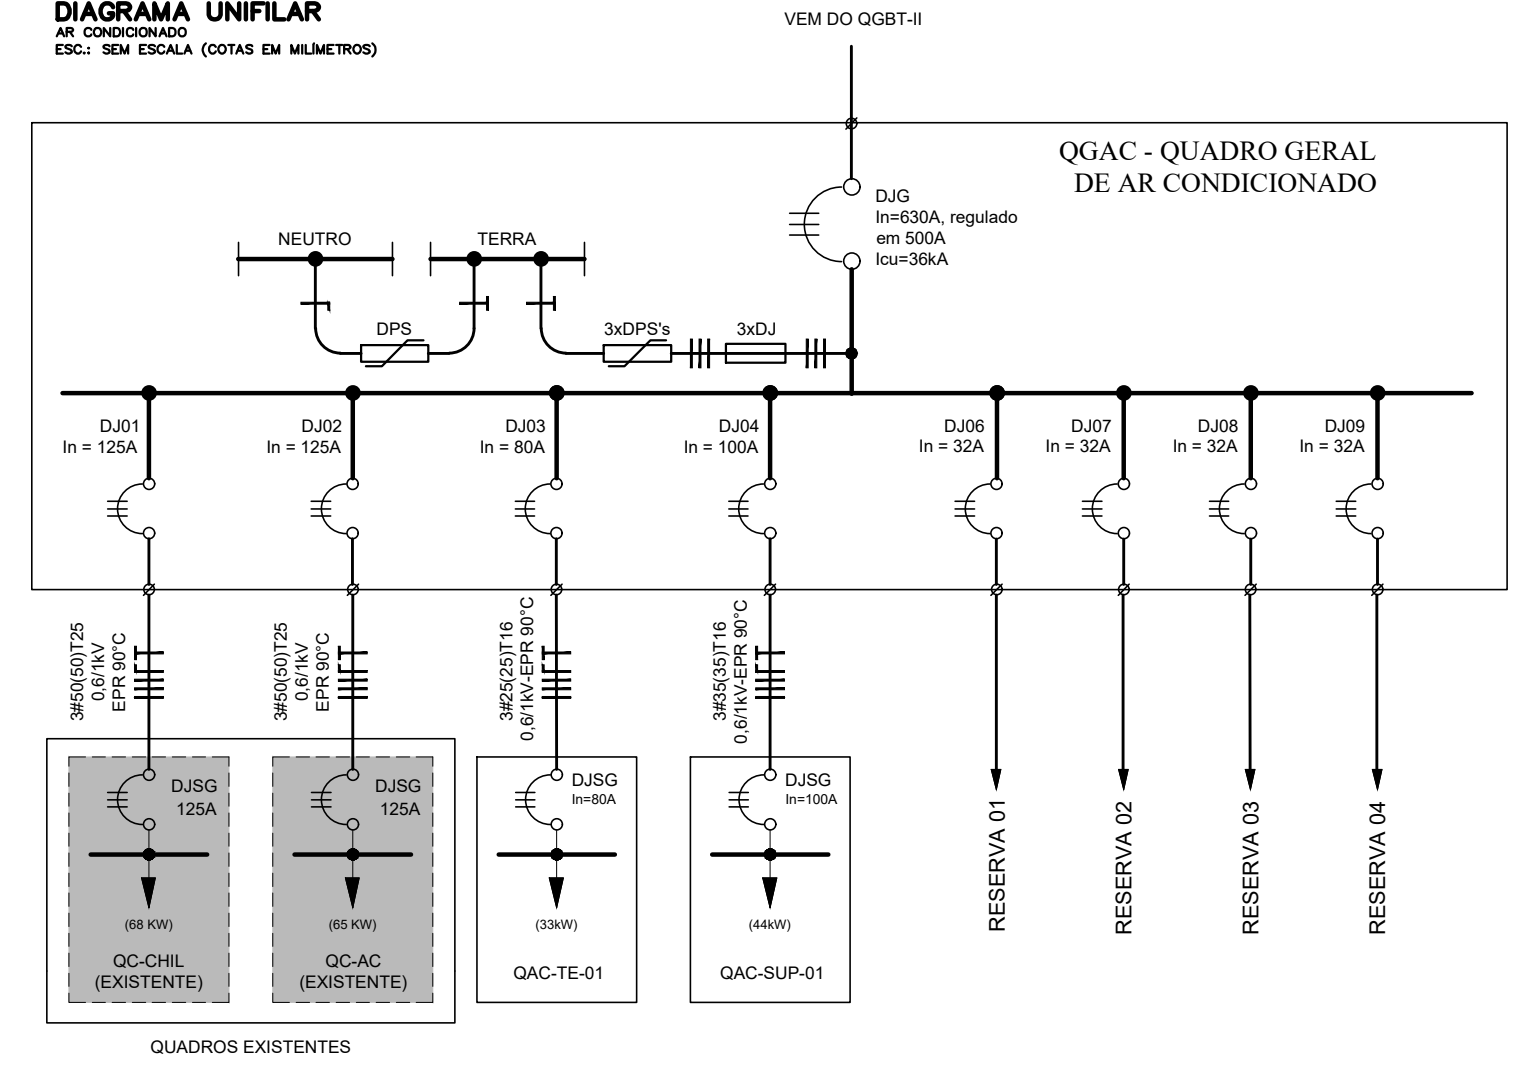 DIAGRAMA UNIFILAR
AR CONDICIONADO
ESC.: SEM ESCALA (COTAS EM MILÍMETROS)
VEM DO QGBT-II
QGAC - QUADRO GERAL
DE AR CONDICIONADO
DJG
In=630A, regulado
em 500A
Icu=36kA
NEUTRO
TERRA
DPS
3xDPS's
3xDJ
DJ01
In = 125A
DJ02
In = 125A
DJ03
In = 80A
DJ04
In = 100A
DJ06
In = 32A
DJ07
In = 32A
DJ08
In = 32A
DJ09
In = 32A
3#50(50)T25
0,6/1kV
EPR 90°C
3#50(50)T25
0,6/1kV
EPR 90°C
3#25(25)T16
0,6/1kV-EPR 90°C
3#35(35)T16
0,6/1kV-EPR 90°C
DJSG
125A
(68 KW)
QC-CHIL
(EXISTENTE)
DJSG
125A
(65 KW)
QC-AC
(EXISTENTE)
DJSG
In=80A
(33kW)
QAC-TE-01
DJSG
In=100A
(44kW)
QAC-SUP-01
RESERVA 01
RESERVA 02
RESERVA 03
RESERVA 04
QUADROS EXISTENTES